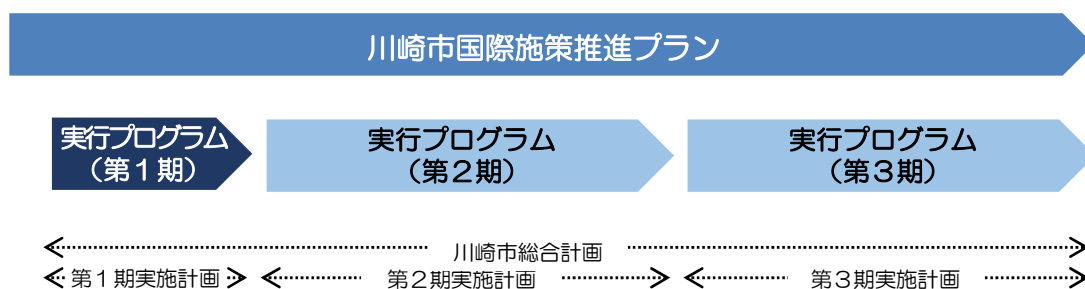 川崎市国際施策推進プラン
実行プログラム
（第１期）
実行プログラム
（第２期）
実行プログラム
（第３期）
川崎市総合計画
第１期実施計画
第２期実施計画
第３期実施計画